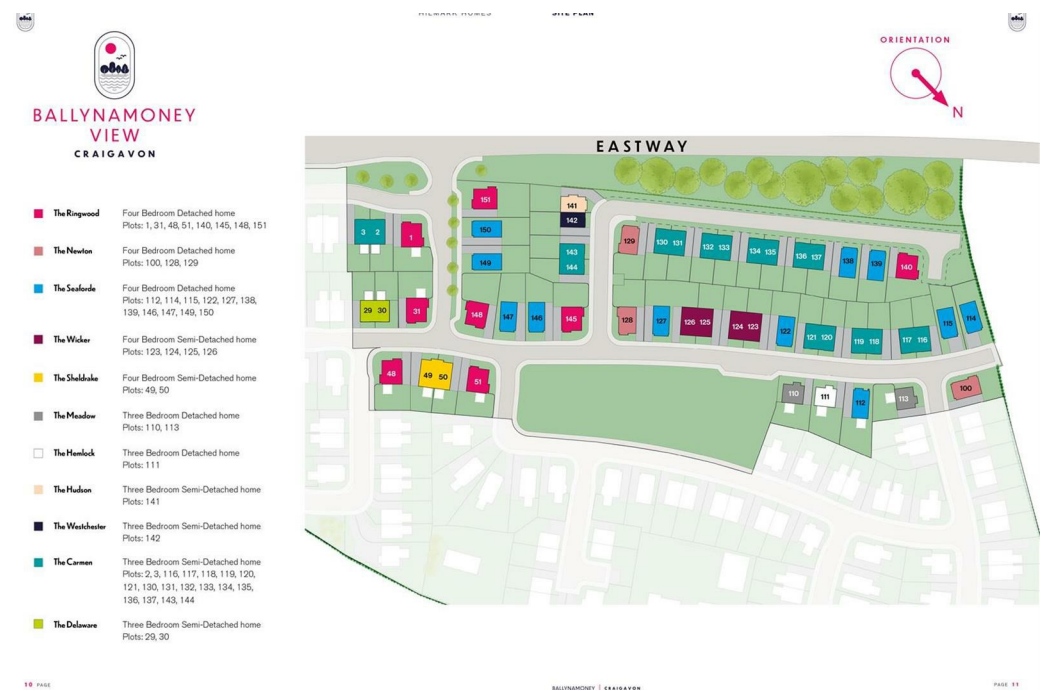 HILMARK HOMES
SITE PLAN
ORIENTATION
N
BALLYNAMONEY
VIEW
CRAIGAVON
The Ringwood
Four Bedroom Detached home
Plots: 1, 31, 48, 51, 140, 145, 148, 151
The Newton
Four Bedroom Detached home
Plots: 100, 128, 129
The Seaforde
Four Bedroom Detached home
Plots: 112, 114, 115, 122, 127, 138,
139, 146, 147, 149, 150
The Wicker
Four Bedroom Semi-Detached home
Plots: 123, 124, 125, 126
The Sheldrake
Four Bedroom Semi-Detached home
Plots: 49, 50
The Meadow
Three Bedroom Detached home
Plots: 110, 113
The Hemlock
Three Bedroom Detached home
Plots: 111
The Hudson
Three Bedroom Semi-Detached home
Plots: 141
The Westchester
Three Bedroom Semi-Detached home
Plots: 142
The Carmen
Three Bedroom Semi-Detached home
Plots: 2, 3, 116, 117, 118, 119, 120,
121, 130, 131, 132, 133, 134, 135,
136, 137, 143, 144
The Delaware
Three Bedroom Semi-Detached home
Plots: 29, 30
EASTWAY
151
141
142
150
3 2
1
129
130 131
132 133
134 135
136 137
138
139
140
143
144
149
29 30
31
148
147
146
145
128
127
126 125
124 123
122
121 120
119 118
117 116
115
114
48
49 50
51
110
111
112
113
100
10 PAGE
BALLYNAMONEY | CRAIGAVON
PAGE 11